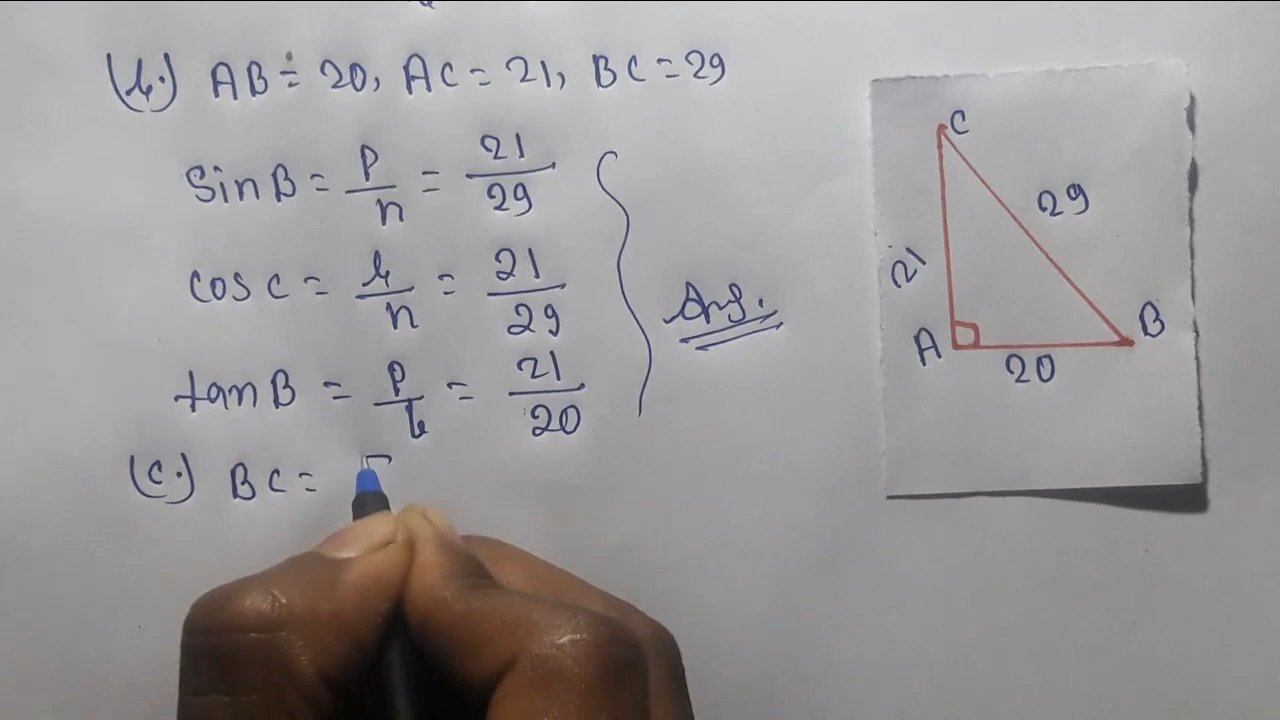 (b.) AB = 20, AC = 21, BC = 29
Sin B = P/h = 21/29
cos C = b/h = 21/29
tan B = P/b = 21/20
Ans.
(C.) BC =
C
29
21
A
B
20